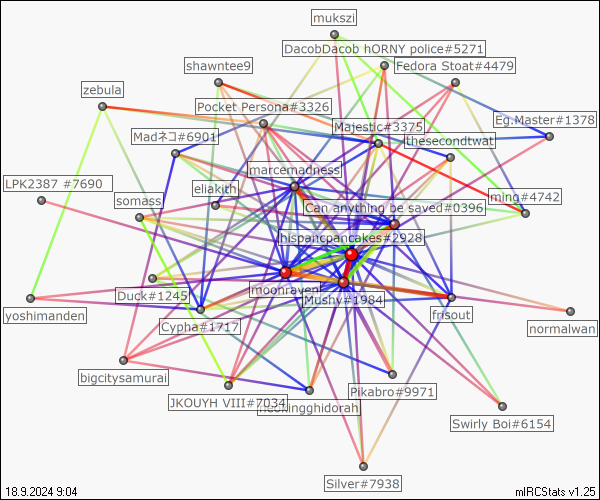 mukszi
DacobDacob hORNY police#5271
shawntee9
Fedora Stoat#4479
zebula
Pocket Persona#3326
Eg.Master#1378
Majestic#3375
Madネコ#6901
thesecondtwat
marcemadness
LPK2387 #7690
eliakith
ming#4742
somass
Can anything be saved#0396
hispancpancakes#2928
moonraven
Duck#1245
Mushy#1984
yoshimanden
Cypha#1717
frisout
normalwan
bigcitysamurai
Pikabro#9971
JKOUYH VIII#7034
Swirly Boi#6154
Silver#7938
18.9.2024 9:04
mIRCStats v1.25